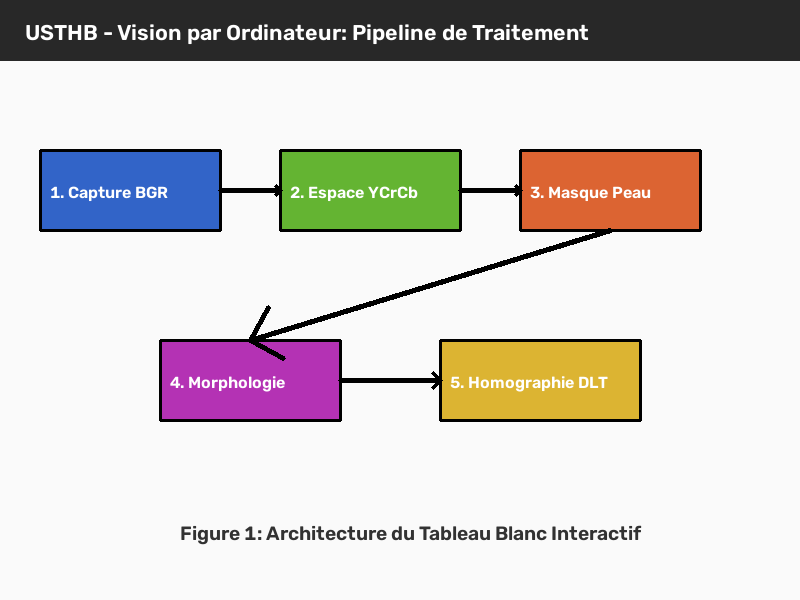 USTHB - Vision par Ordinateur: Pipeline de Traitement
1. Capture BGR
2. Espace YCrCb
3. Masque Peau
4. Morphologie
5. Homographie DLT
Figure 1: Architecture du Tableau Blanc Interactif